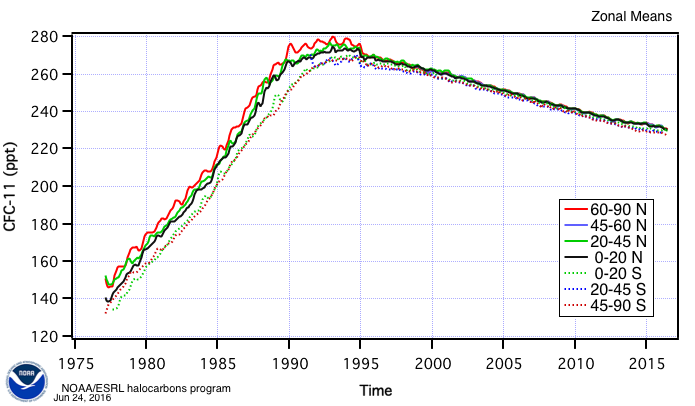 Zonal Means
280
260
240
220
200
180
160
140
120
CFC-11 (ppt)
60-90 N
45-60 N
20-45 N
0-20 N
0-20 S
20-45 S
45-90 S
1975 1980 1985 1990 1995 2000 2005 2010 2015
Time
NOAA
NOAA/ESRL halocarbons program
Jun 24, 2016